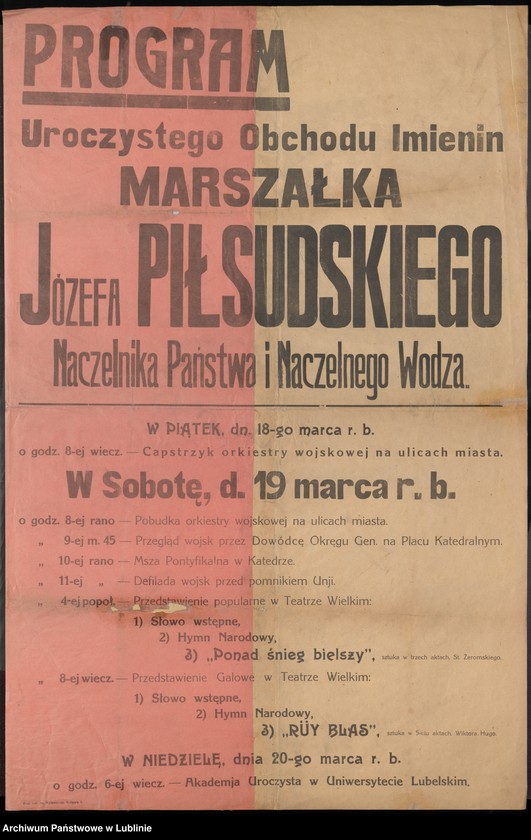 PROGRAM
Uroczystego Obchodu Imienin
MARSZAŁKA
JÓZEFA PIŁSUDSKIEGO
Naczelnika Państwa i Naczelnego Wodza.
W PIĄTEK, dn. 18-go marca r. b.
o godz. 8-ej wiecz. — Capstrzyk orkiestry wojskowej na ulicach miasta.
W Sobotę, d. 19 marca r. b.
o godz. 8-ej rano — Pobudka orkiestry wojskowej na ulicach miasta.
„ 9-ej m. 45 — Przegląd wojsk przez Dowódcę Okręgu Gen. na Placu Katedralnym.
„ 10-ej rano — Msza Pontyfikalna w Katedrze.
„ 11-ej „ — Defilada wojsk przed pomnikiem Unji.
„ 4-ej popoł. — Przedstawienie popularne w Teatrze Wielkim:
1) Słowo wstępne,
2) Hymn Narodowy,
3) „Ponad śnieg bielszy”, sztuka w trzech aktach, St. Żeromskiego.
„ 8-ej wiecz. — Przedstawienie Galowe w Teatrze Wielkim:
1) Słowo wstępne,
2) Hymn Narodowy,
3) „RÜY BLAS”, sztuka w 5-ciu aktach, Wiktora Hugo.
W NIEDZIELĘ, dnia 20-go marca r. b.
o godz. 6-ej wiecz. — Akademja Uroczysta w Uniwersytecie Lubelskim.
Archiwum Państwowe w Lublinie